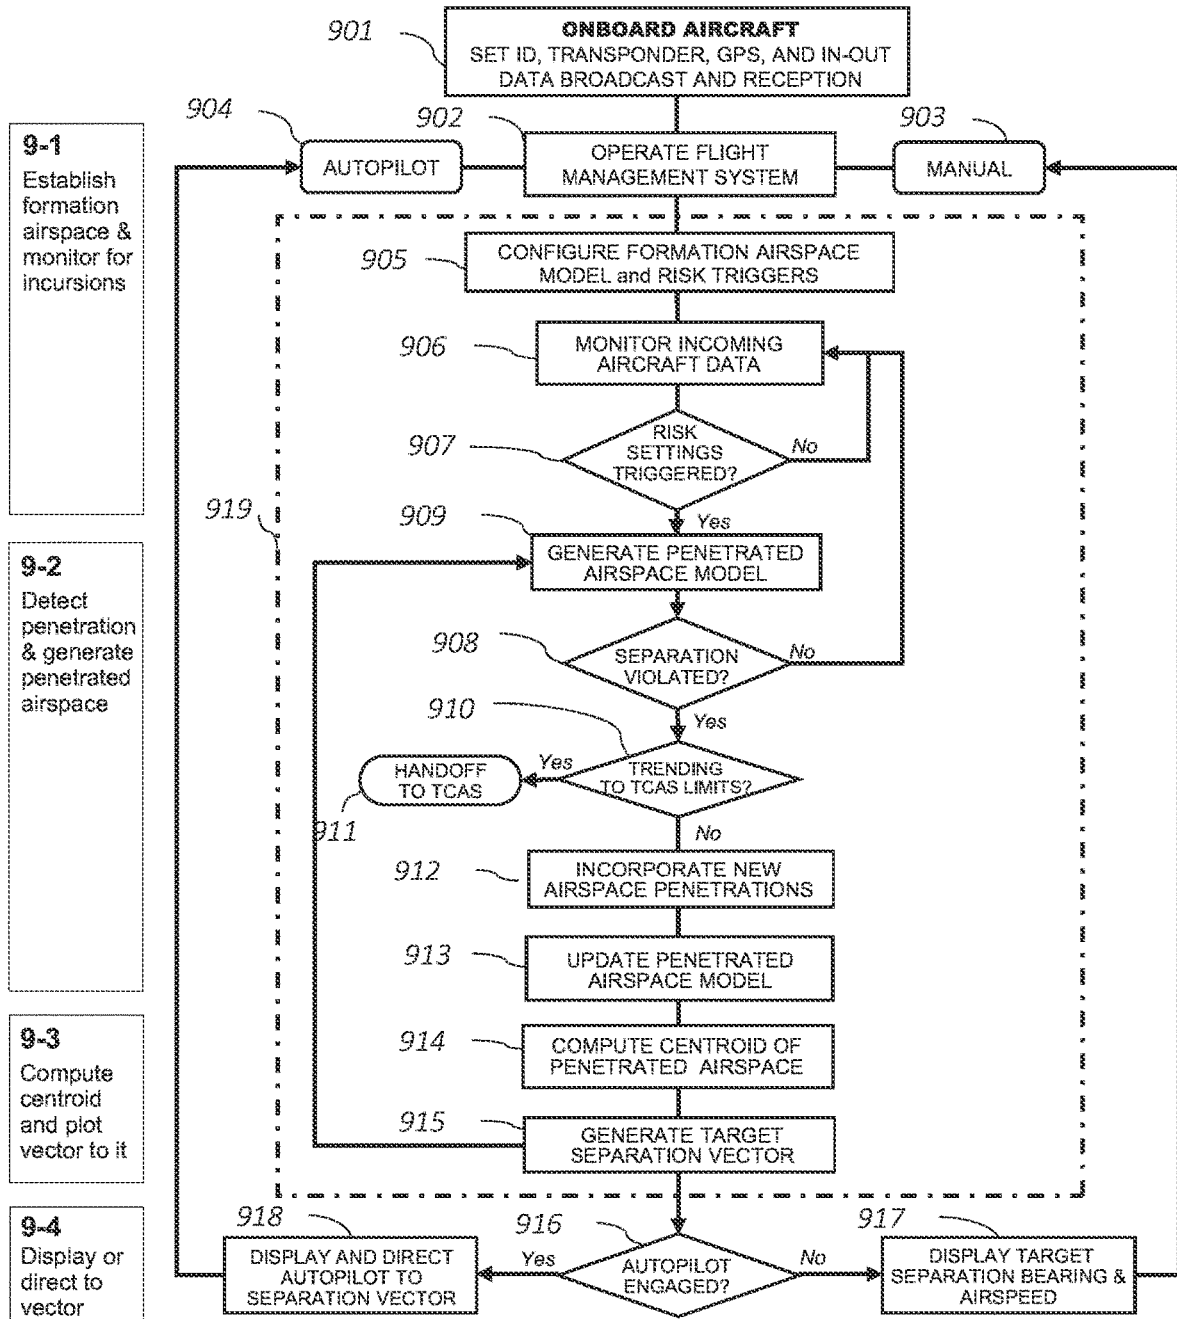 901
ONBOARD AIRCRAFT
SET ID, TRANSPONDER, GPS, AND IN-OUT
DATA BROADCAST AND RECEPTION
904
902
903
AUTOPILOT
OPERATE FLIGHT
MANAGEMENT SYSTEM
MANUAL
9-1
Establish
formation
airspace &
monitor for
incursions
905
CONFIGURE FORMATION AIRSPACE
MODEL and RISK TRIGGERS
906
MONITOR INCOMING
AIRCRAFT DATA
907
RISK
SETTINGS
TRIGGERED?
No
Yes
919
909
GENERATE PENETRATED
AIRSPACE MODEL
9-2
Detect
penetration
& generate
penetrated
airspace
908
SEPARATION
VIOLATED?
No
Yes
910
TRENDING
TO TCAS LIMITS?
Yes
HANDOFF
TO TCAS
911
No
912
INCORPORATE NEW
AIRSPACE PENETRATIONS
913
UPDATE PENETRATED
AIRSPACE MODEL
9-3
Compute
centroid
and plot
vector to it
914
COMPUTE CENTROID OF
PENETRATED AIRSPACE
915
GENERATE TARGET
SEPARATION VECTOR
9-4
Display or
direct to
vector
918
DISPLAY AND DIRECT
AUTOPILOT TO
SEPARATION VECTOR
916
Yes
AUTOPILOT
ENGAGED?
No
917
DISPLAY TARGET
SEPARATION BEARING &
AIRSPEED